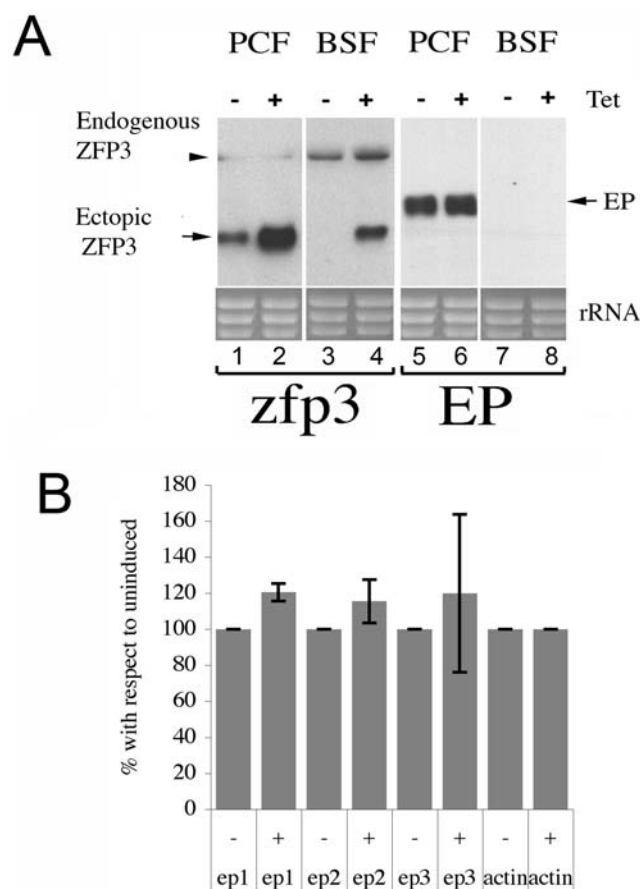 A
PCF BSF PCF BSF
- + - + - + - + Tet
Endogenous
ZFP3
EP
Ectopic
ZFP3
rRNA
1 2 3 4 5 6 7 8
zfp3 EP
B
% with respect to uninduced
180
160
140
120
100
80
60
40
20
0
- + - + - + - +
ep1 ep1 ep2 ep2 ep3 ep3 actin actin